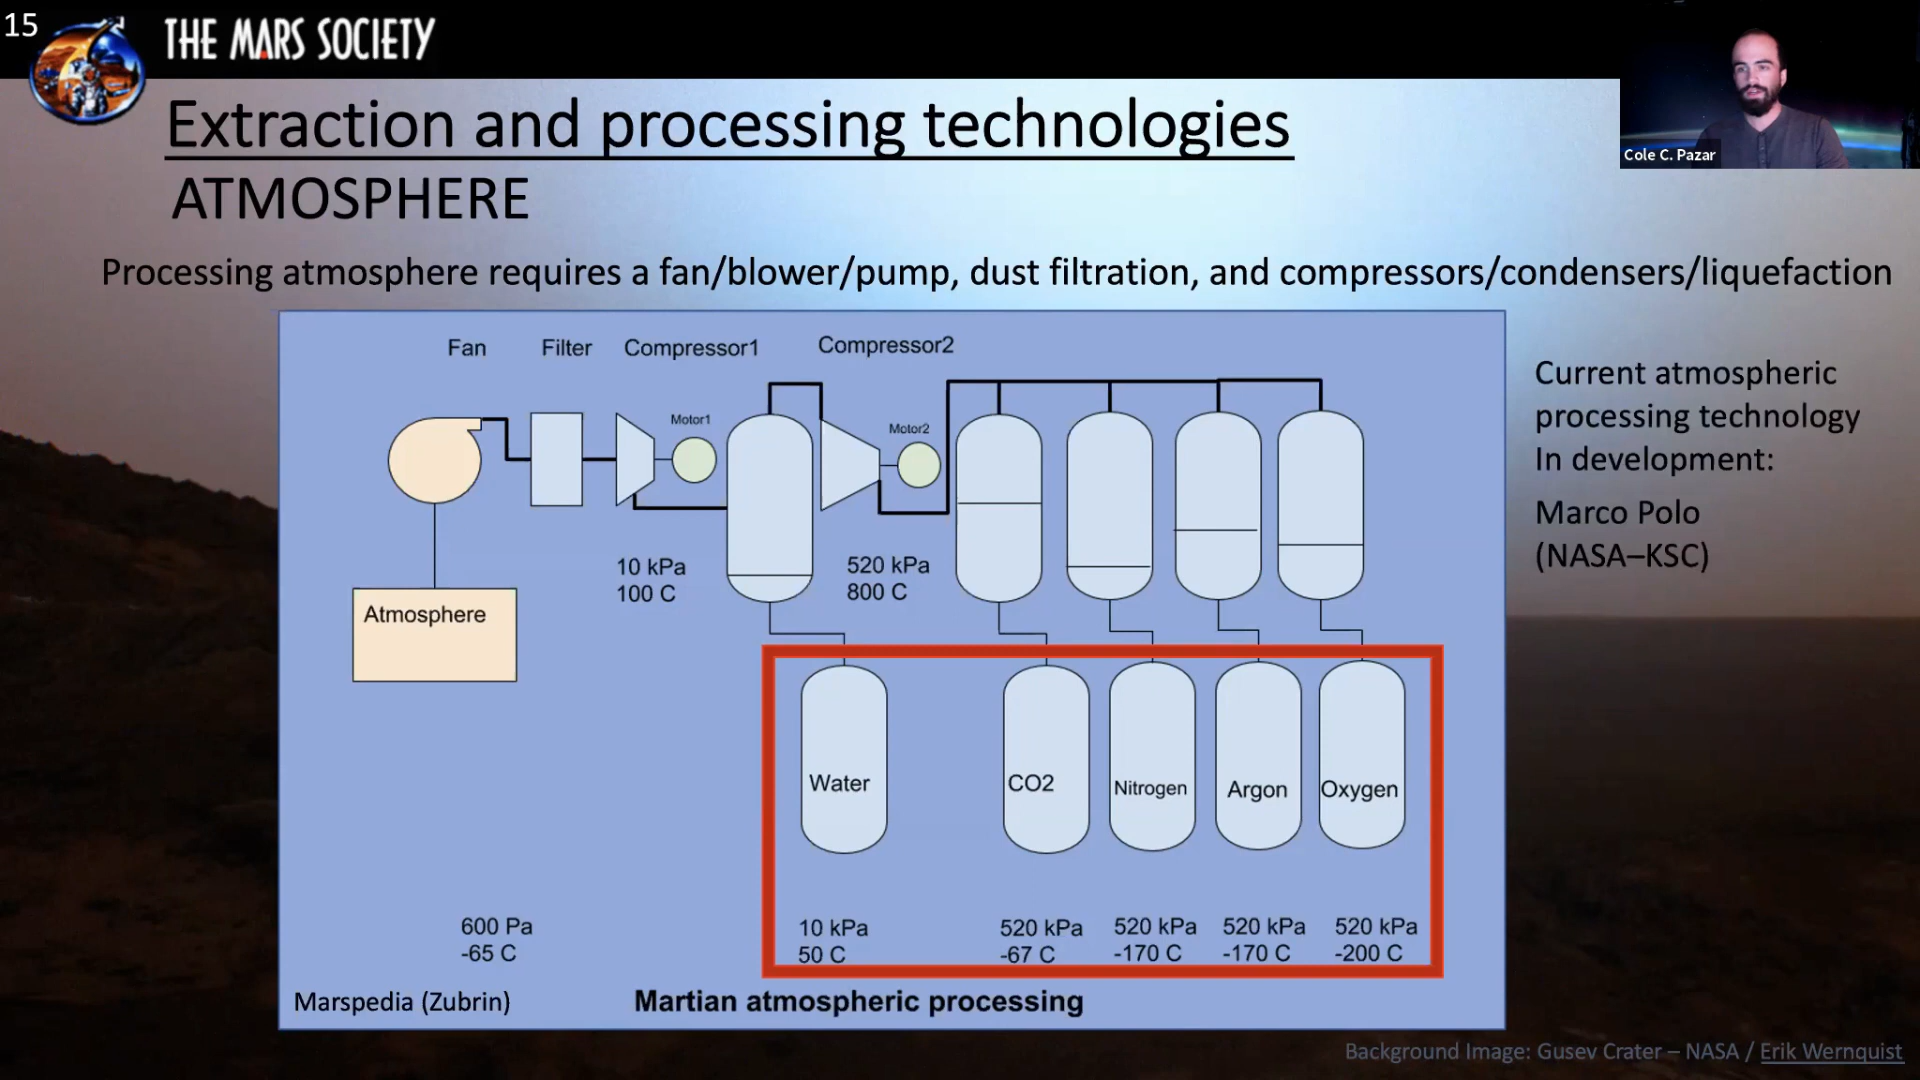 15
THE MARS SOCIETY
Cole C. Pazar
Extraction and processing technologies
ATMOSPHERE
Processing atmosphere requires a fan/blower/pump, dust filtration, and compressors/condensers/liquefaction
Fan
Filter
Compressor1
Compressor2
Motor1
Motor2
Atmosphere
10 kPa
100 C
520 kPa
800 C
Water
CO2
Nitrogen
Argon
Oxygen
600 Pa
-65 C
10 kPa
50 C
520 kPa
-67 C
520 kPa
-170 C
520 kPa
-170 C
520 kPa
-200 C
Marspedia (Zubrin)
Martian atmospheric processing
Current atmospheric
processing technology
In development:
Marco Polo
(NASA–KSC)
Background Image: Gusev Crater – NASA / Erik Wernquist